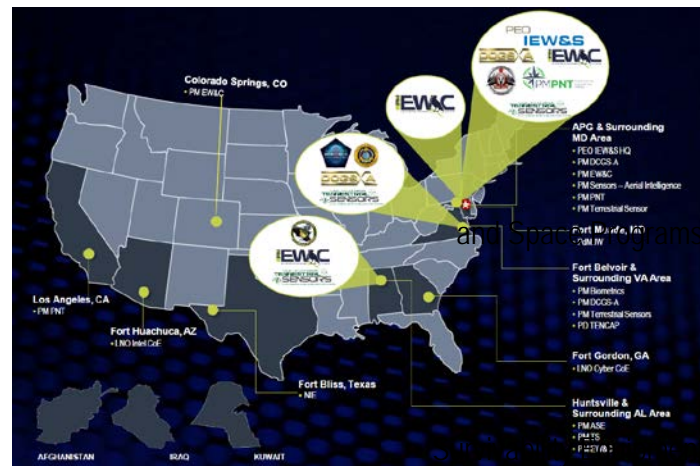 PEO
IEW&S
DCGS-A
EW&C
PM PNT
SENSORS
EW&C
DCGS-A
SENSORS
EW&C
SENSORS
Colorado Springs, CO
• PM EW&C
APG & Surrounding
MD Area
• PEO IEW&S HQ
• PM DCGS-A
• PM EW&C
• PM Sensors – Aerial Intelligence
• PM PNT
• PM Terrestrial Sensor
Fort Meade, MD
and Space Programs
Fort Belvoir &
Surrounding VA Area
• PM Biometrics
• PM DCGS-A
• PM Terrestrial Sensors
• PD TENCAP
Los Angeles, CA
• PM PNT
Fort Huachuca, AZ
• LNO Intel CoE
Fort Bliss, Texas
• NIE
Fort Gordon, GA
• LNO Cyber CoE
Huntsville &
Surrounding AL Area
• PM ASE
AFGHANISTAN
IRAQ
KUWAIT